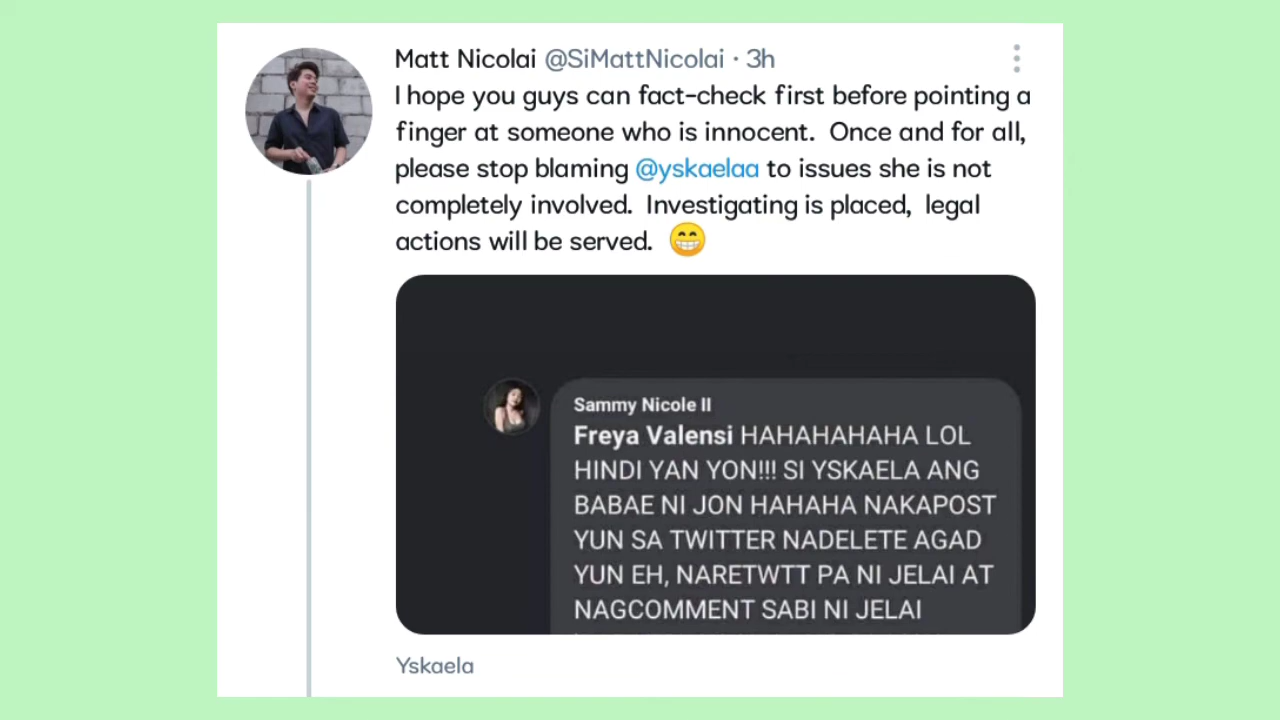 Matt Nicolai @SiMattNicolai · 3h
I hope you guys can fact-check first before pointing a
finger at someone who is innocent. Once and for all,
please stop blaming @yskaelaa to issues she is not
completely involved. Investigating is placed, legal
actions will be served. 😁
Sammy Nicole II
Freya Valensi HAHAHAHAHA LOL
HINDI YAN YON!!! SI YSKAELA ANG
BABAE NI JON HAHAHA NAKAPOST
YUN SA TWITTER NADELETE AGAD
YUN EH, NARETWTT PA NI JELAI AT
NAGCOMMENT SABI NI JELAI
Yskaela